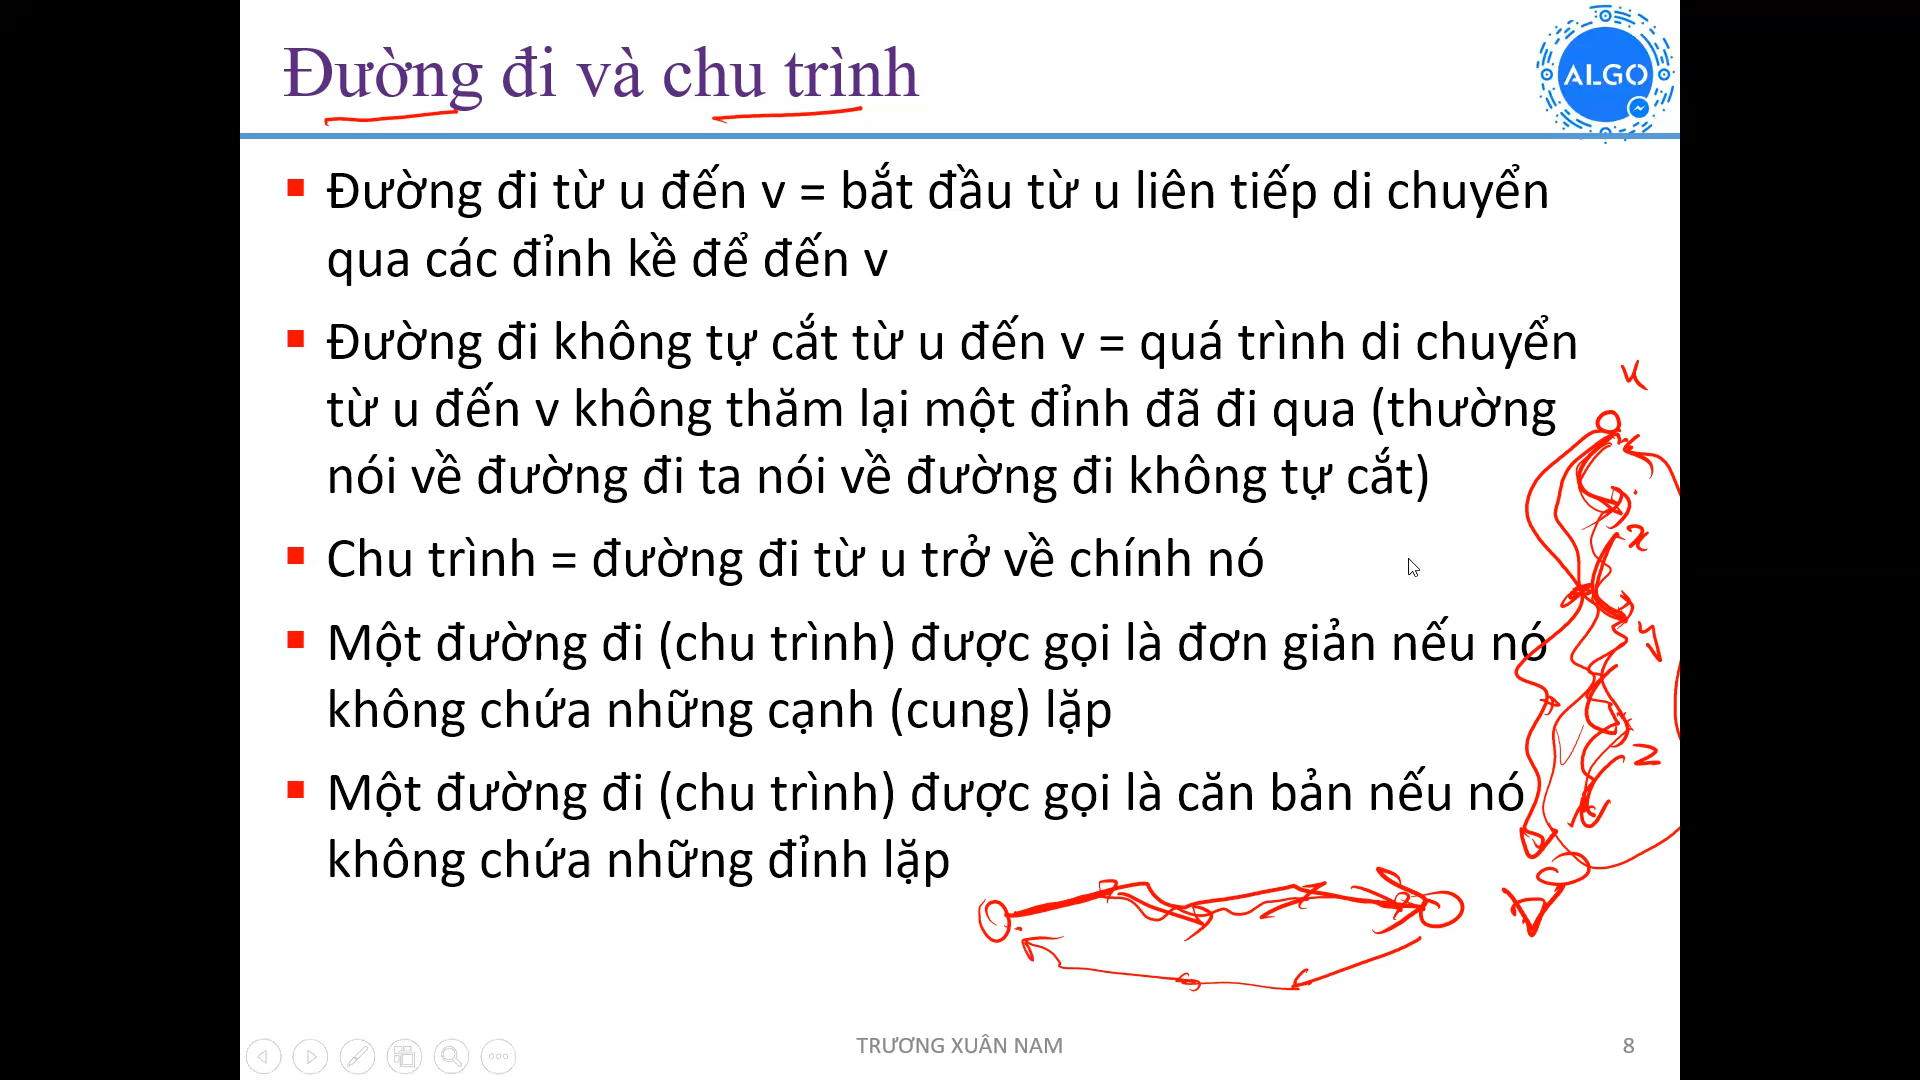 Đường đi và chu trình
ALGO
Đường đi từ u đến v = bắt đầu từ u liên tiếp di chuyển
qua các đỉnh kề để đến v
Đường đi không tự cắt từ u đến v = quá trình di chuyển
từ u đến v không thăm lại một đỉnh đã đi qua (thường
nói về đường đi ta nói về đường đi không tự cắt)
Chu trình = đường đi từ u trở về chính nó
Một đường đi (chu trình) được gọi là đơn giản nếu nó
không chứa những cạnh (cung) lặp
Một đường đi (chu trình) được gọi là căn bản nếu nó
không chứa những đỉnh lặp
u
x
y
z
TRƯƠNG XUÂN NAM
8